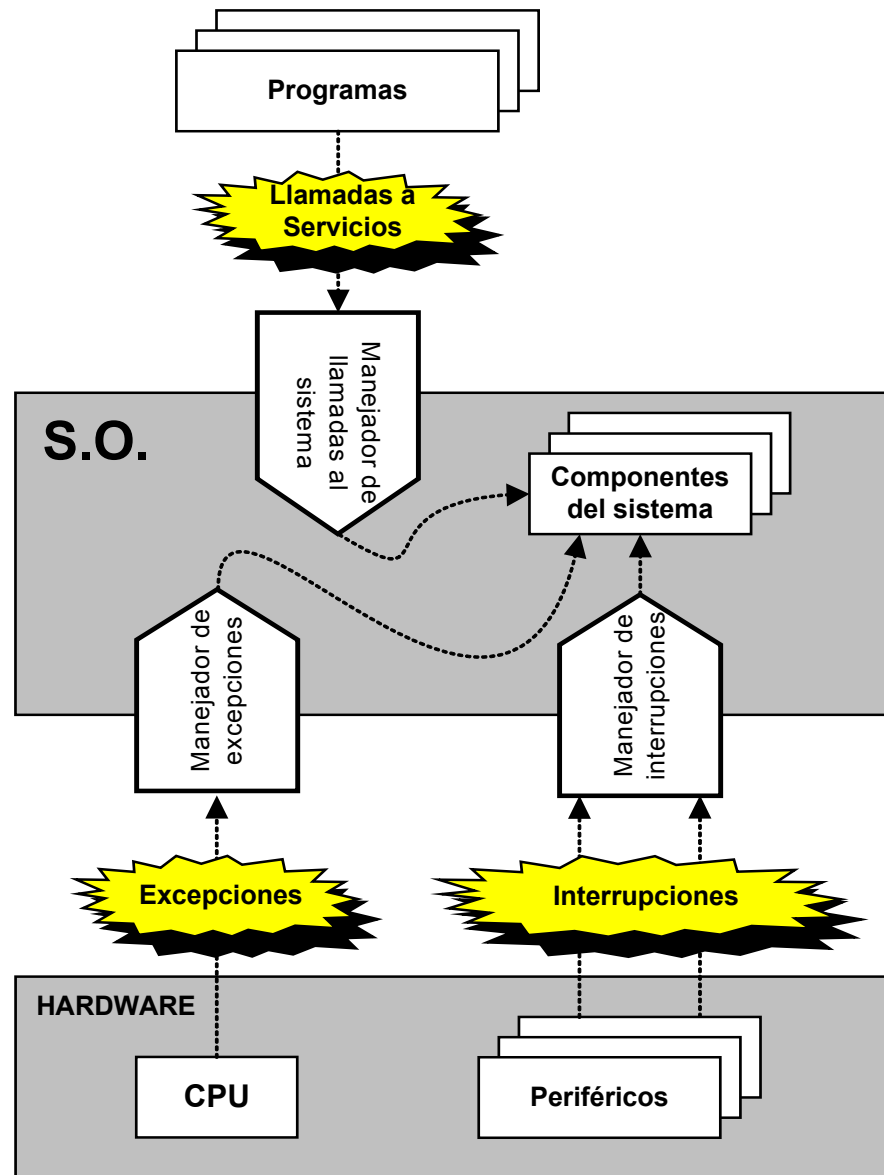 Programas
Llamadas a
Servicios
Manejador de
llamadas al
sistema
S.O.
Componentes
del sistema
Manejador de
excepciones
Manejador de
interrupciones
Excepciones
Interrupciones
HARDWARE
CPU
Periféricos